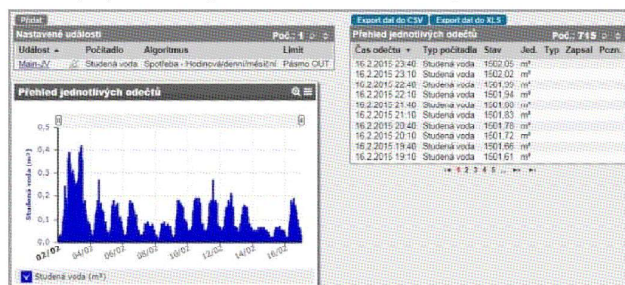 Přidat
Nastavené události Poč.: 1
Událost Počítadlo Algoritmus Limit
Main-JV Studená voda Spotřeba - Hodinová/denní/měsíční Pásmo OUT
Přehled jednotlivých odečtů
0,5
0,4
0,3
0,2
0,1
0,0
Studená voda (m³)
02/02 04/02 06/02 08/02 10/02 12/02 14/02 16/02
Studená voda (m³)
Export dat do CSV Export dat do XLS
Přehled jednotlivých odečtů Poč.: 715
Čas odečtu Typ počítadla Stav Jed. Typ Zapsal Pozn.
16.2.2015 23:40 Studená voda 1502,05 m³
16.2.2015 23:10 Studená voda 1502,02 m³
16.2.2015 22:40 Studená voda 1501,99 m³
16.2.2015 22:10 Studená voda 1501,94 m³
16.2.2015 21:40 Studená voda 1501,90 m³
16.2.2015 21:10 Studená voda 1501,83 m³
16.2.2015 20:40 Studená voda 1501,78 m³
16.2.2015 20:10 Studená voda 1501,72 m³
16.2.2015 19:40 Studená voda 1501,66 m³
16.2.2015 19:10 Studená voda 1501,61 m³
1 2 3 4 5 ..